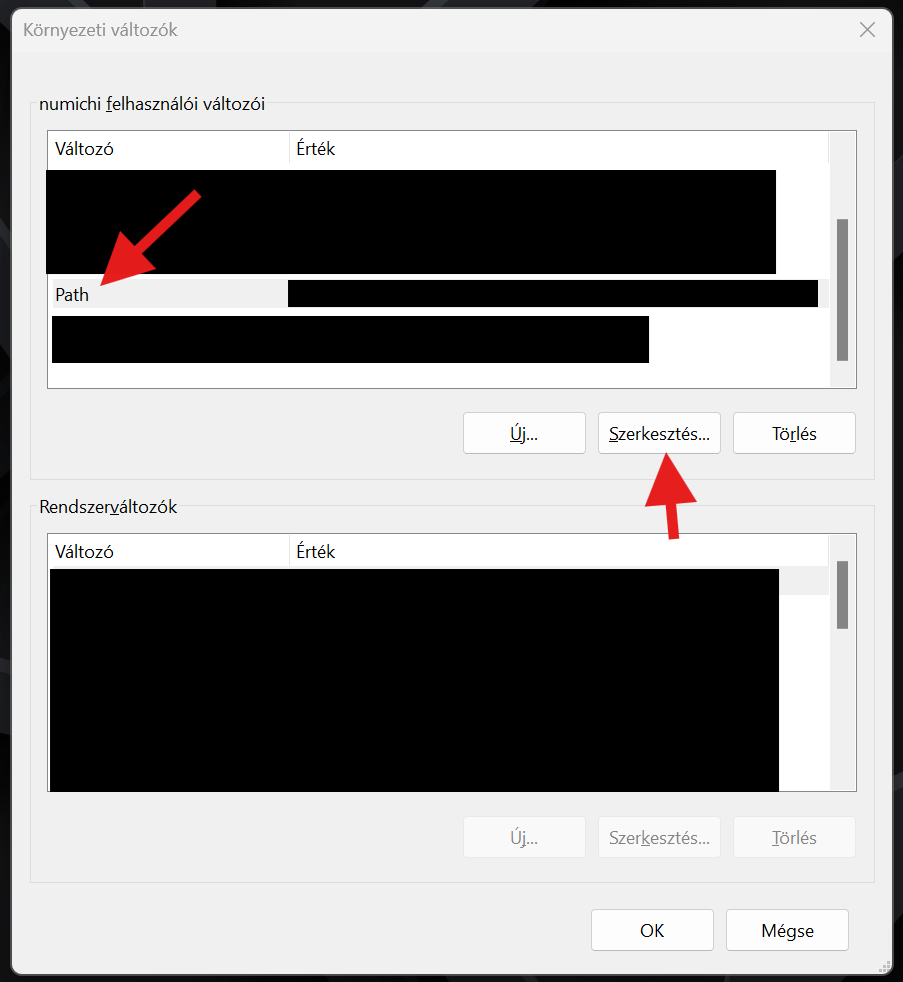 Környezeti változók
numichi felhasználói változói
Változó Érték
Path
Új... Szerkesztés... Törlés
Rendszerváltozók
Változó Érték
Új... Szerkesztés... Törlés
OK Mégse